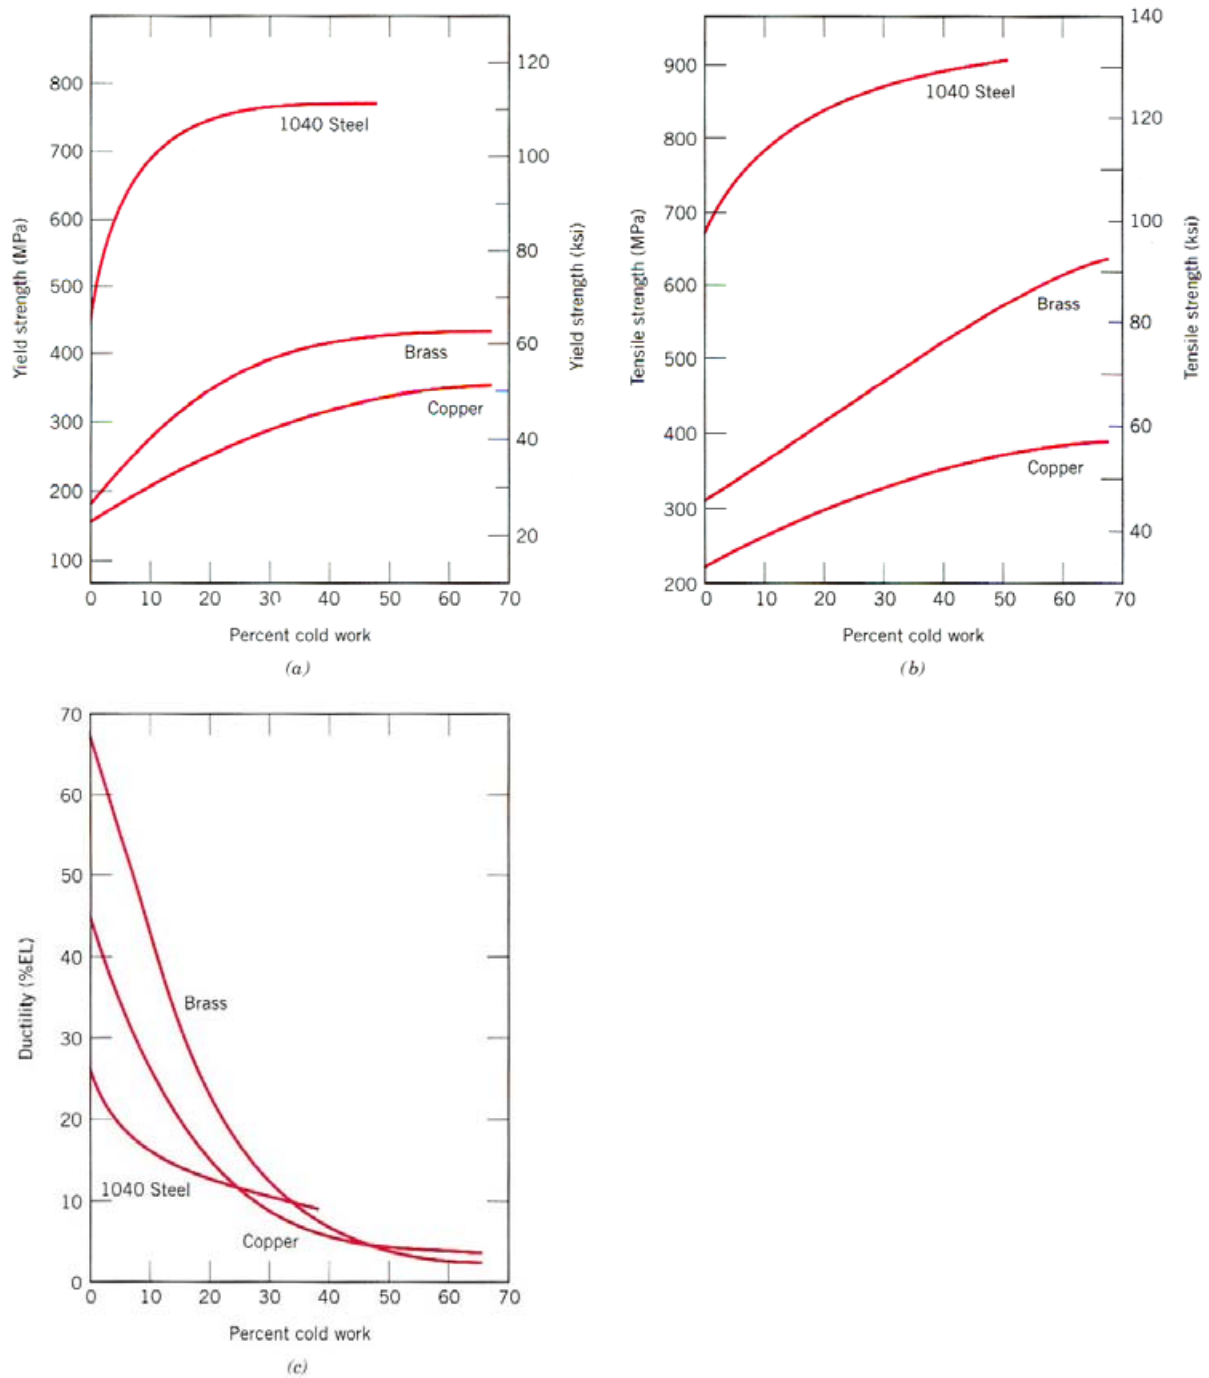 800
700
600
500
400
300
200
100
Yield strength (MPa)
1040 Steel
Brass
Copper
120
100
80
60
40
20
Yield strength (ksi)
0 10 20 30 40 50 60 70
Percent cold work
(a)
900
800
700
600
500
400
300
200
Tensile strength (MPa)
1040 Steel
Brass
Copper
140
120
100
80
60
40
Tensile strength (ksi)
0 10 20 30 40 50 60 70
Percent cold work
(b)
70
60
50
40
30
20
10
0
Ductility (%EL)
Brass
1040 Steel
Copper
0 10 20 30 40 50 60 70
Percent cold work
(c)